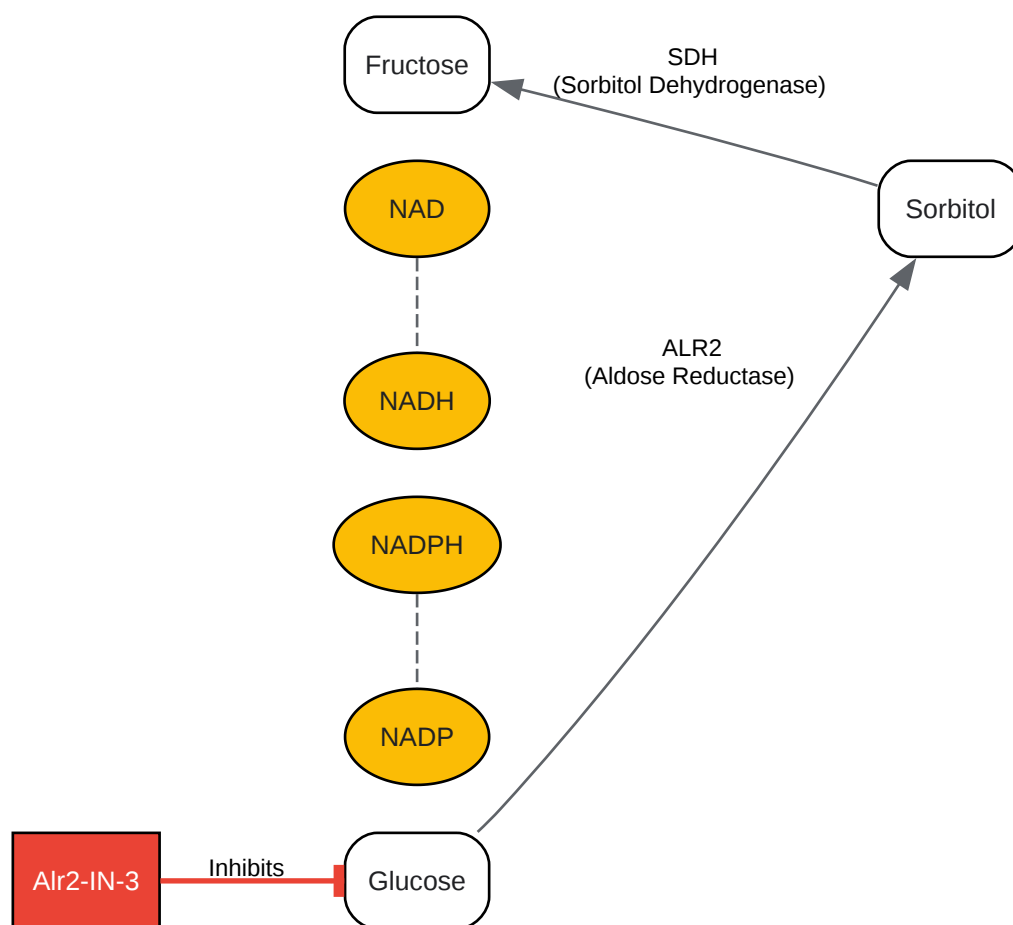 Fructose
SDH
(Sorbitol Dehydrogenase)
NAD
Sorbitol
ALR2
(Aldose Reductase)
NADH
NADPH
NADP
Alr2-IN-3
Inhibits
Glucose